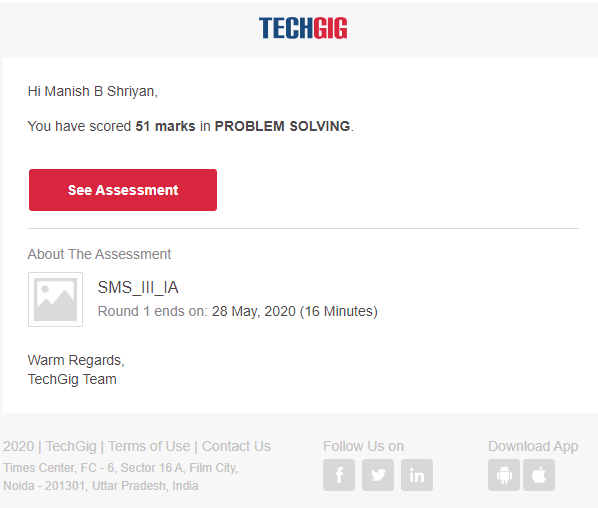 TECHGIG
Hi Manish B Shriyan,
You have scored 51 marks in PROBLEM SOLVING.
See Assessment
About The Assessment
SMS_III_IA
Round 1 ends on: 28 May, 2020 (16 Minutes)
Warm Regards,
TechGig Team
2020 | TechGig | Terms of Use | Contact Us
Times Center, FC - 6, Sector 16 A, Film City,
Noida - 201301, Uttar Pradesh, India
Follow Us on
f
in
Download App